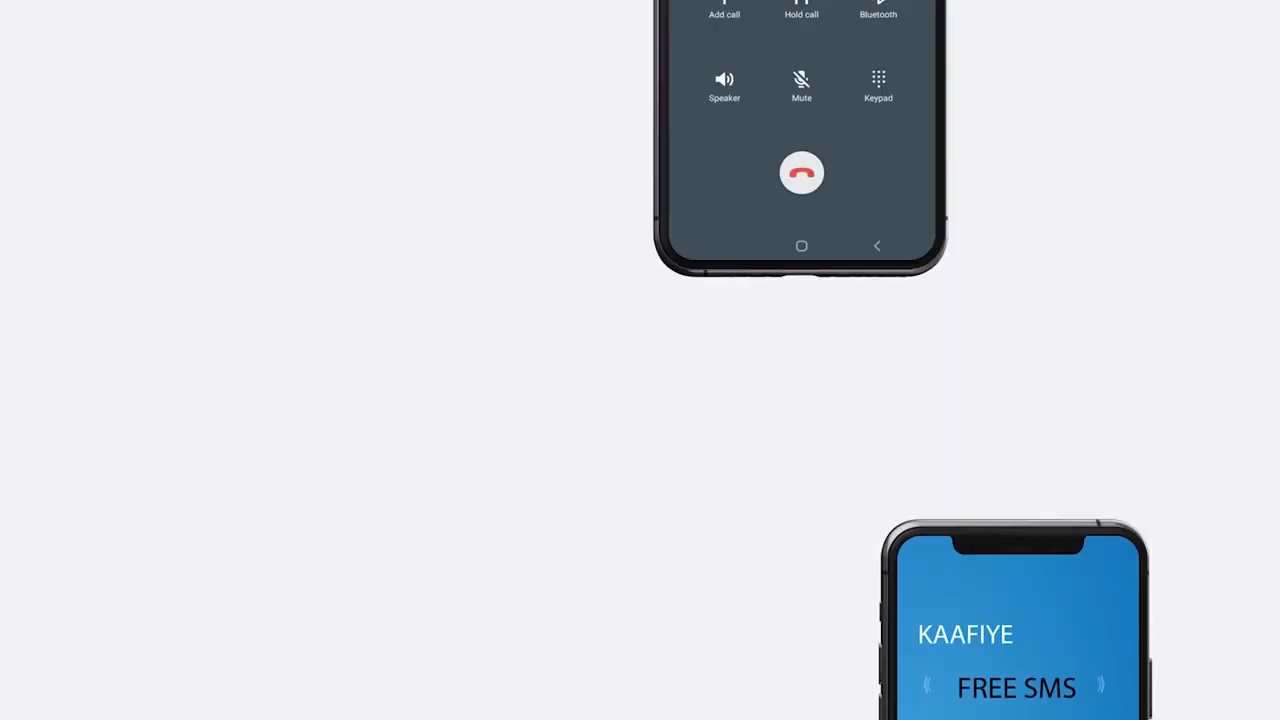 Add call Hold call Bluetooth
Speaker Mute Keypad
KAAFIYE
FREE SMS